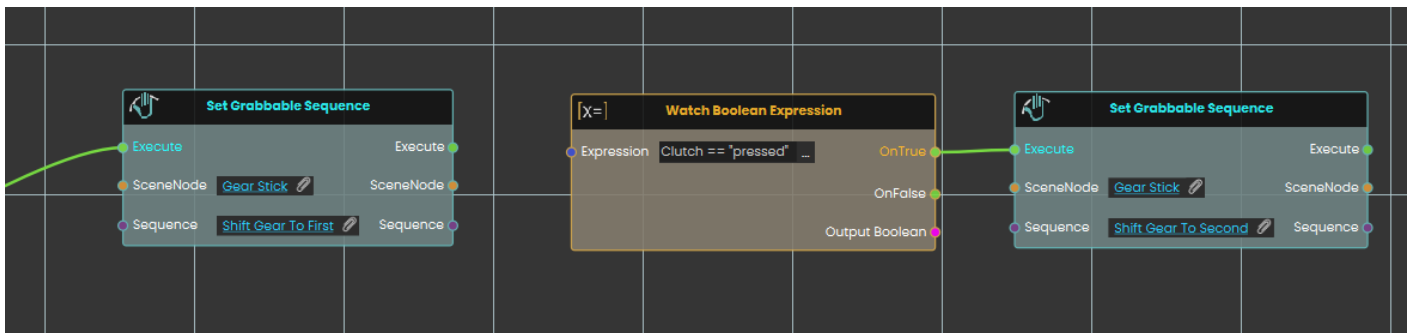 Set Grabbable Sequence
Execute Execute
SceneNode Gear Stick SceneNode
Sequence Shift Gear To First Sequence
[x=] Watch Boolean Expression
Expression Clutch == "pressed" ... OnTrue
OnFalse
Output Boolean
Set Grabbable Sequence
Execute Execute
SceneNode Gear Stick SceneNode
Sequence Shift Gear To Second Sequence